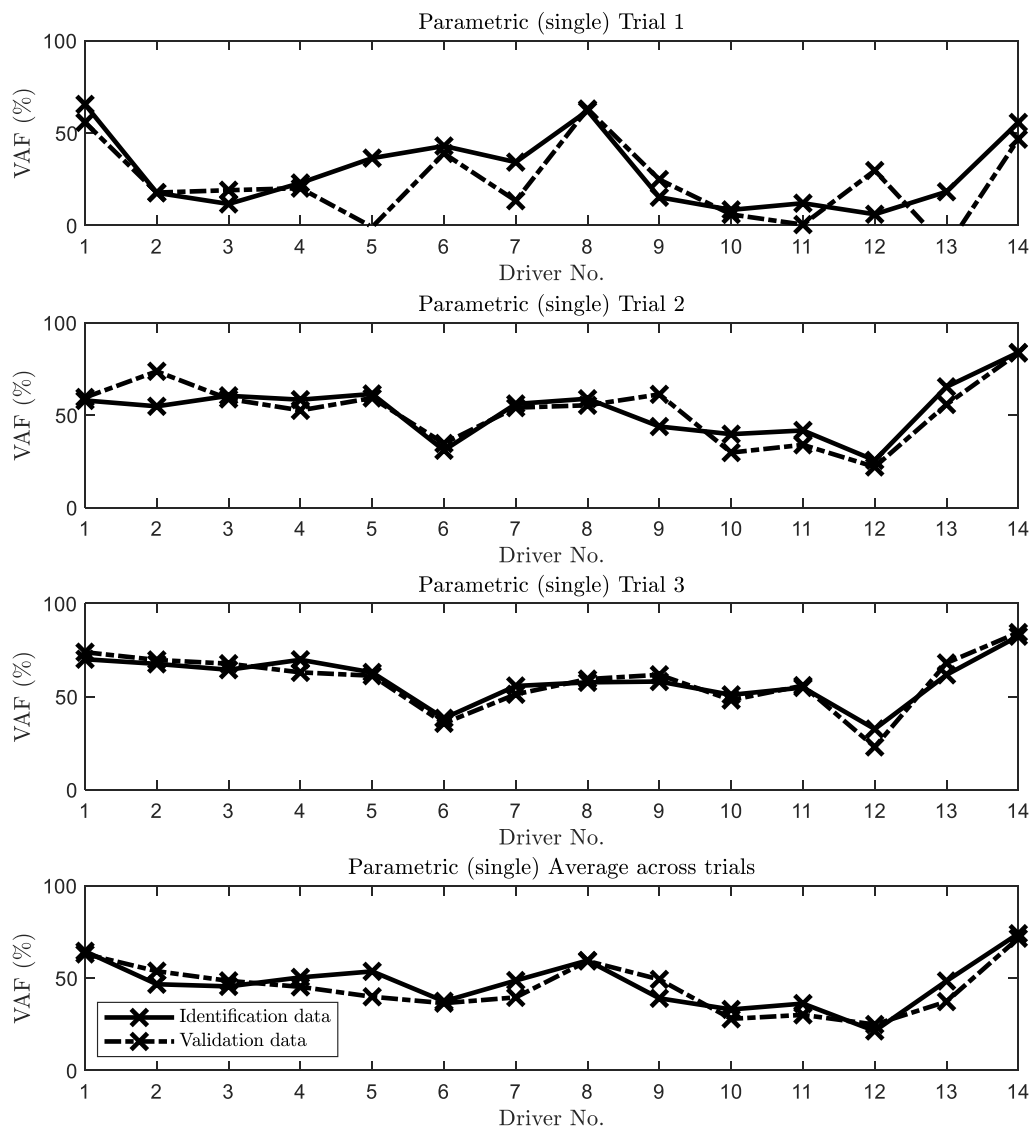 Parametric (single) Trial 1
100
50
0
VAF (%)
1 2 3 4 5 6 7 8 9 10 11 12 13 14
Driver No.
Parametric (single) Trial 2
100
50
0
VAF (%)
1 2 3 4 5 6 7 8 9 10 11 12 13 14
Driver No.
Parametric (single) Trial 3
100
50
0
VAF (%)
1 2 3 4 5 6 7 8 9 10 11 12 13 14
Driver No.
Parametric (single) Average across trials
100
50
0
VAF (%)
Identification data
Validation data
1 2 3 4 5 6 7 8 9 10 11 12 13 14
Driver No.